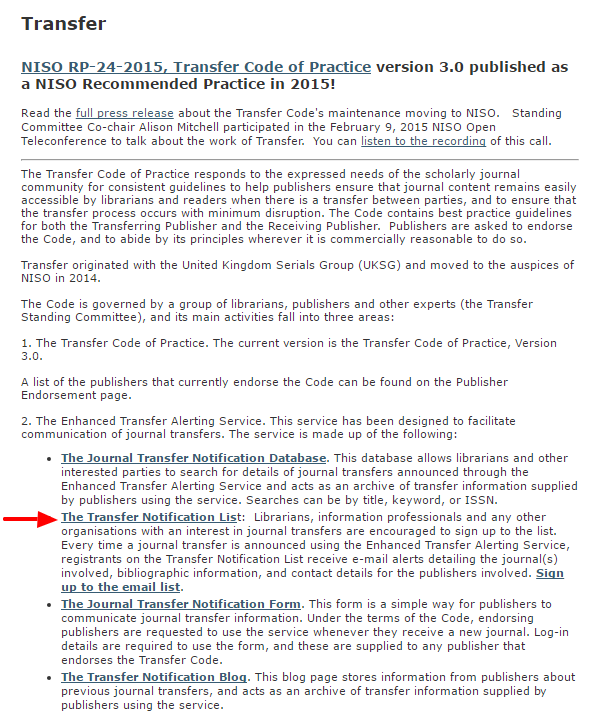 Transfer
NISO RP-24-2015, Transfer Code of Practice version 3.0 published as
a NISO Recommended Practice in 2015!
Read the full press release about the Transfer Code's maintenance moving to NISO.   Standing
Committee Co-chair Alison Mitchell participated in the February 9, 2015 NISO Open
Teleconference to talk about the work of Transfer.  You can listen to the recording of this call.
The Transfer Code of Practice responds to the expressed needs of the scholarly journal
community for consistent guidelines to help publishers ensure that journal content remains easily
accessible by librarians and readers when there is a transfer between parties, and to ensure that
the transfer process occurs with minimum disruption. The Code contains best practice guidelines
for both the Transferring Publisher and the Receiving Publisher.  Publishers are asked to endorse
the Code, and to abide by its principles wherever it is commercially reasonable to do so.
Transfer originated with the United Kingdom Serials Group (UKSG) and moved to the auspices of
NISO in 2014.
The Code is governed by a group of librarians, publishers and other experts (the Transfer
Standing Committee), and its main activities fall into three areas:
1. The Transfer Code of Practice. The current version is the Transfer Code of Practice, Version
3.0.
A list of the publishers that currently endorse the Code can be found on the Publisher
Endorsement page.
2. The Enhanced Transfer Alerting Service. This service has been designed to facilitate
communication of journal transfers. The service is made up of the following:
• The Journal Transfer Notification Database. This database allows librarians and other
interested parties to search for details of journal transfers announced through the
Enhanced Transfer Alerting Service and acts as an archive of transfer information supplied
by publishers using the service. Searches can be by title, keyword, or ISSN.
• The Transfer Notification List:  Librarians, information professionals and any other
organisations with an interest in journal transfers are encouraged to sign up to the list.
Every time a journal transfer is announced using the Enhanced Transfer Alerting Service,
registrants on the Transfer Notification List receive e-mail alerts detailing the journal(s)
involved, bibliographic information, and contact details for the publishers involved. Sign
up to the email list.
• The Journal Transfer Notification Form. This form is a simple way for publishers to
communicate journal transfer information. Under the terms of the Code, endorsing
publishers are requested to use the service whenever they receive a new journal. Log-in
details are required to use the form, and these are supplied to any publisher that
endorses the Transfer Code.
• The Transfer Notification Blog. This blog page stores information from publishers about
previous journal transfers, and acts as an archive of transfer information supplied by
publishers using the service.